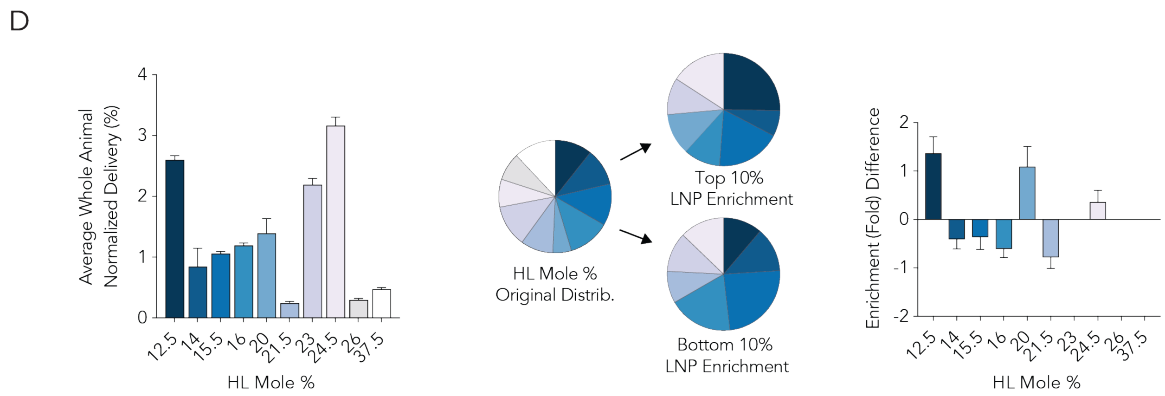 D
Average Whole Animal
Normalized Delivery (%)
4
3
2
1
0
12.5
14
15.5
16
20
21.5
23
24.5
26
37.5
HL Mole %
HL Mole %
Original Distrib.
Top 10%
LNP Enrichment
Bottom 10%
LNP Enrichment
Enrichment (Fold) Difference
2
1
0
-1
-2
12.5
14
15.5
16
20
21.5
23
24.5
26
37.5
HL Mole %